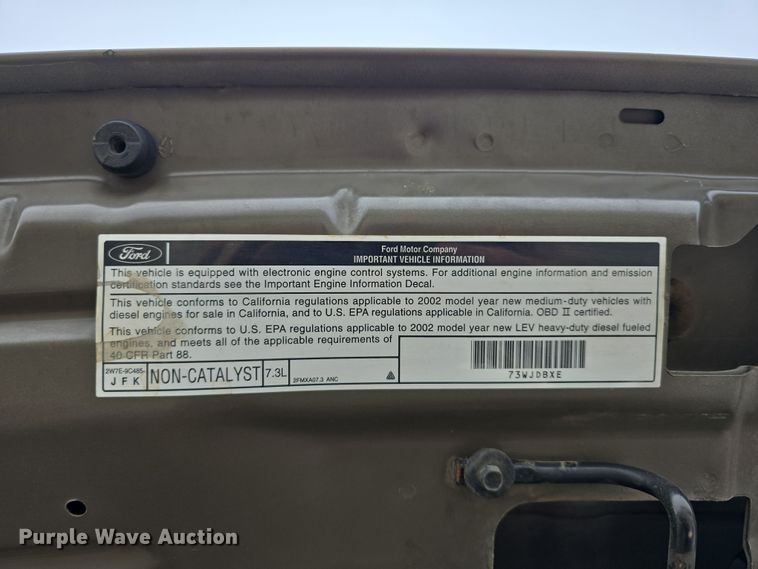 Ford
Ford Motor Company
IMPORTANT VEHICLE INFORMATION
This vehicle is equipped with electronic engine control systems. For additional engine information and emission
certification standards see the Important Engine Information Decal.
This vehicle conforms to California regulations applicable to 2002 model year new medium-duty vehicles with
diesel engines for sale in California, and to U.S. EPA regulations applicable in California. OBD II certified.
This vehicle conforms to U.S. EPA regulations applicable to 2002 model year new LEV heavy-duty diesel fueled
engines, and meets all of the applicable requirements of
40 CFR Part 88.
2W7E-9C485-
JFK
NON-CATALYST
7.3L
2FMXA07.3 ANC
73WJDBXE
Purple Wave Auction